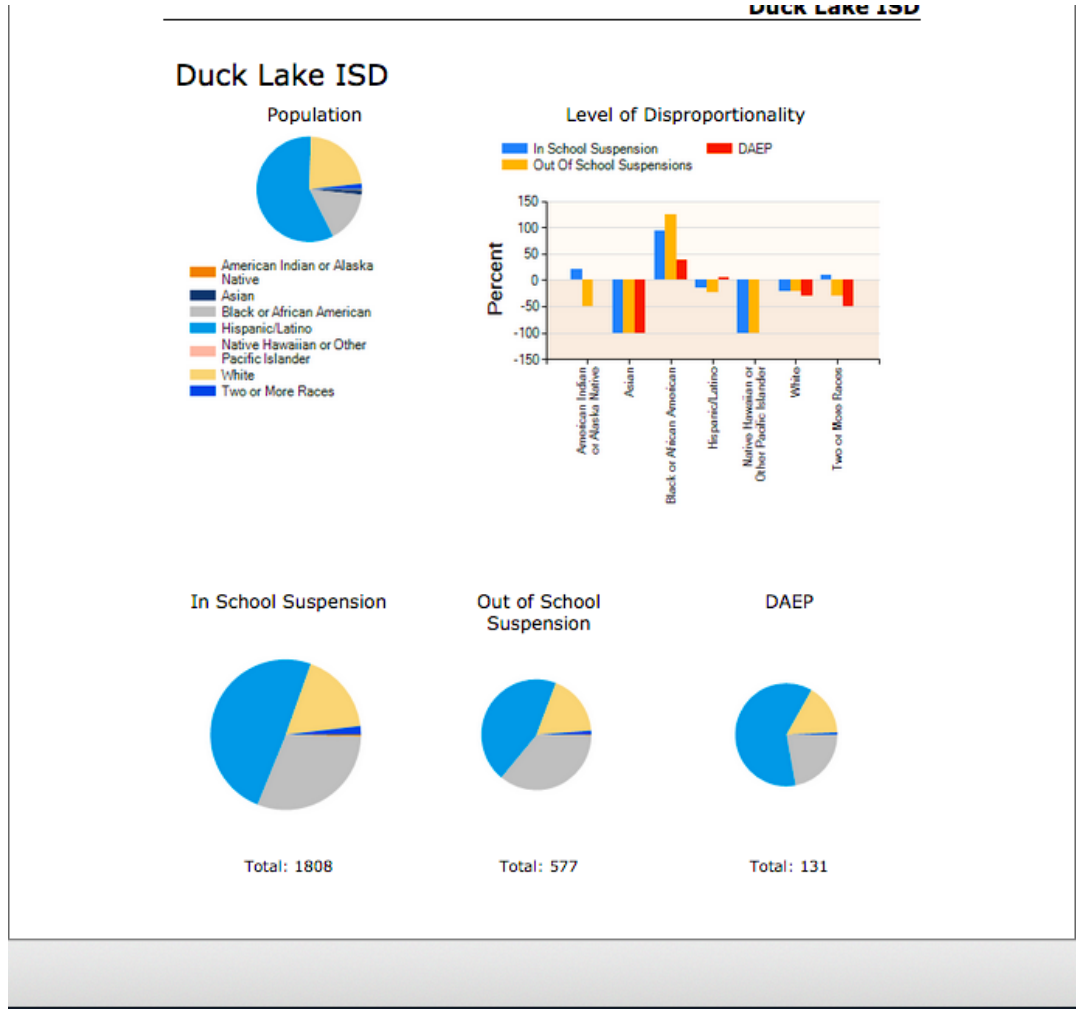 Duck Lake ISD
Duck Lake ISD
Population
American Indian or Alaska
Native
Asian
Black or African American
Hispanic/Latino
Native Hawaiian or Other
Pacific Islander
White
Two or More Races
Level of Disproportionality
In School Suspension
DAEP
Out Of School Suspensions
Percent
150
100
50
0
-50
-100
-150
American Indian
or Alaska Native
Asian
Black or African American
Hispanic/Latino
Native Hawaiian or
Other Pacific Islander
White
Two or More Races
In School Suspension
Total: 1808
Out of School
Suspension
Total: 577
DAEP
Total: 131